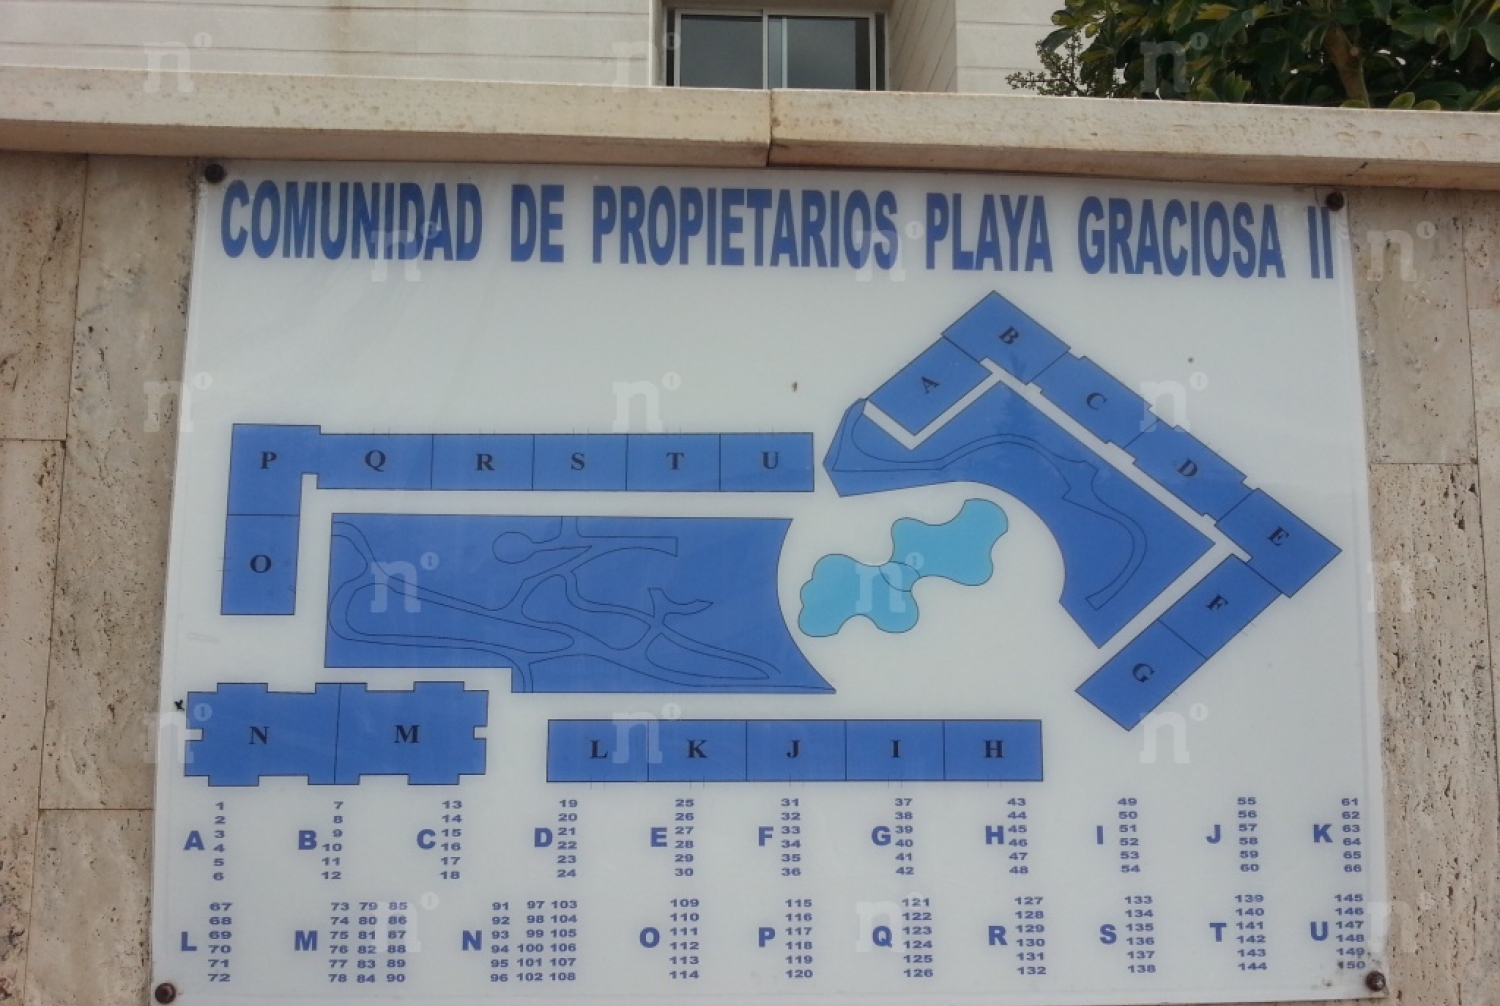 COMUNIDAD DE PROPIETARIOS PLAYA GRACIOSA II
B
A
C
P Q R S T U
D
E
O
F
G
N M
L K J I H
1 7 13 19 25 31 37 43 49 55 61
2 8 14 20 26 32 38 44 50 56 62
A 3 B 9 C 15 D 21 E 27 F 33 G 39 H 45 I 51 J 57 K 63
4 10 16 22 28 34 40 46 52 58 64
5 11 17 23 29 35 41 47 53 59 65
6 12 18 24 30 36 42 48 54 60 66
67 73 79 85 91 97 103 109 115 121 127 133 139 145
68 74 80 86 92 98 104 110 116 122 128 134 140 146
L 69 M 75 81 87 N 93 99 105 O 111 P 117 Q 123 R 129 S 135 T 141 U 147
70 76 82 88 94 100 106 112 118 124 130 136 142 148
71 77 83 89 95 101 107 113 119 125 131 137 143 149
72 78 84 90 96 102 108 114 120 126 132 138 144 150